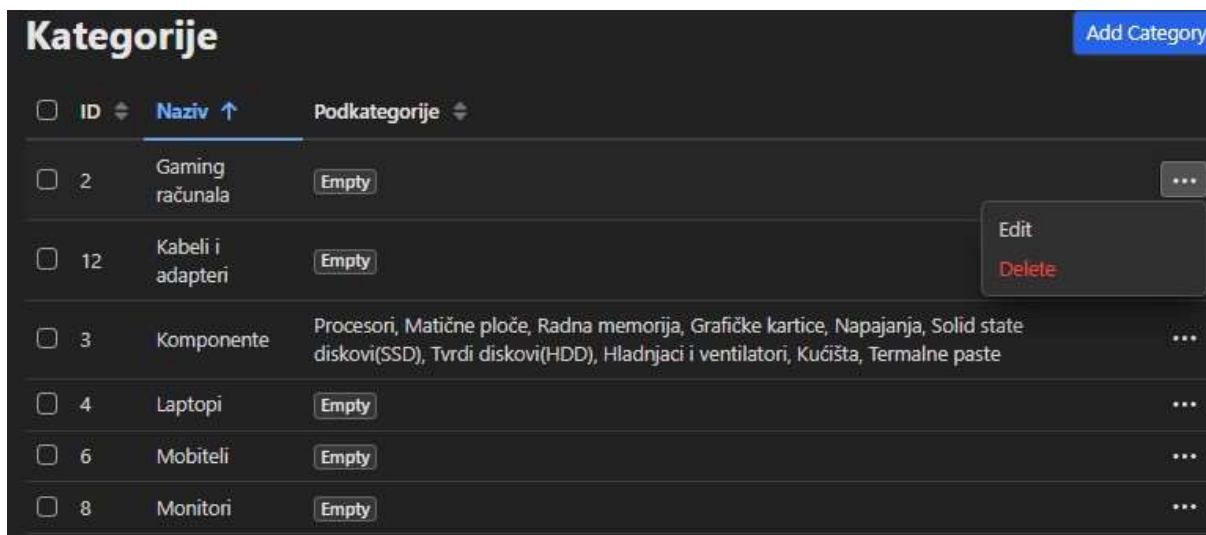 Kategorije
Add Category
ID Naziv Podkategorije
2 Gaming računala Empty
Edit
12 Kabeli i adapteri Empty
Delete
3 Komponente Procesori, Matične ploče, Radna memorija, Grafičke kartice, Napajanja, Solid state
diskovi(SSD), Tvrdi diskovi(HDD), Hladnjaci i ventilatori, Kućišta, Termalne paste
4 Laptopi Empty
6 Mobiteli Empty
8 Monitori Empty